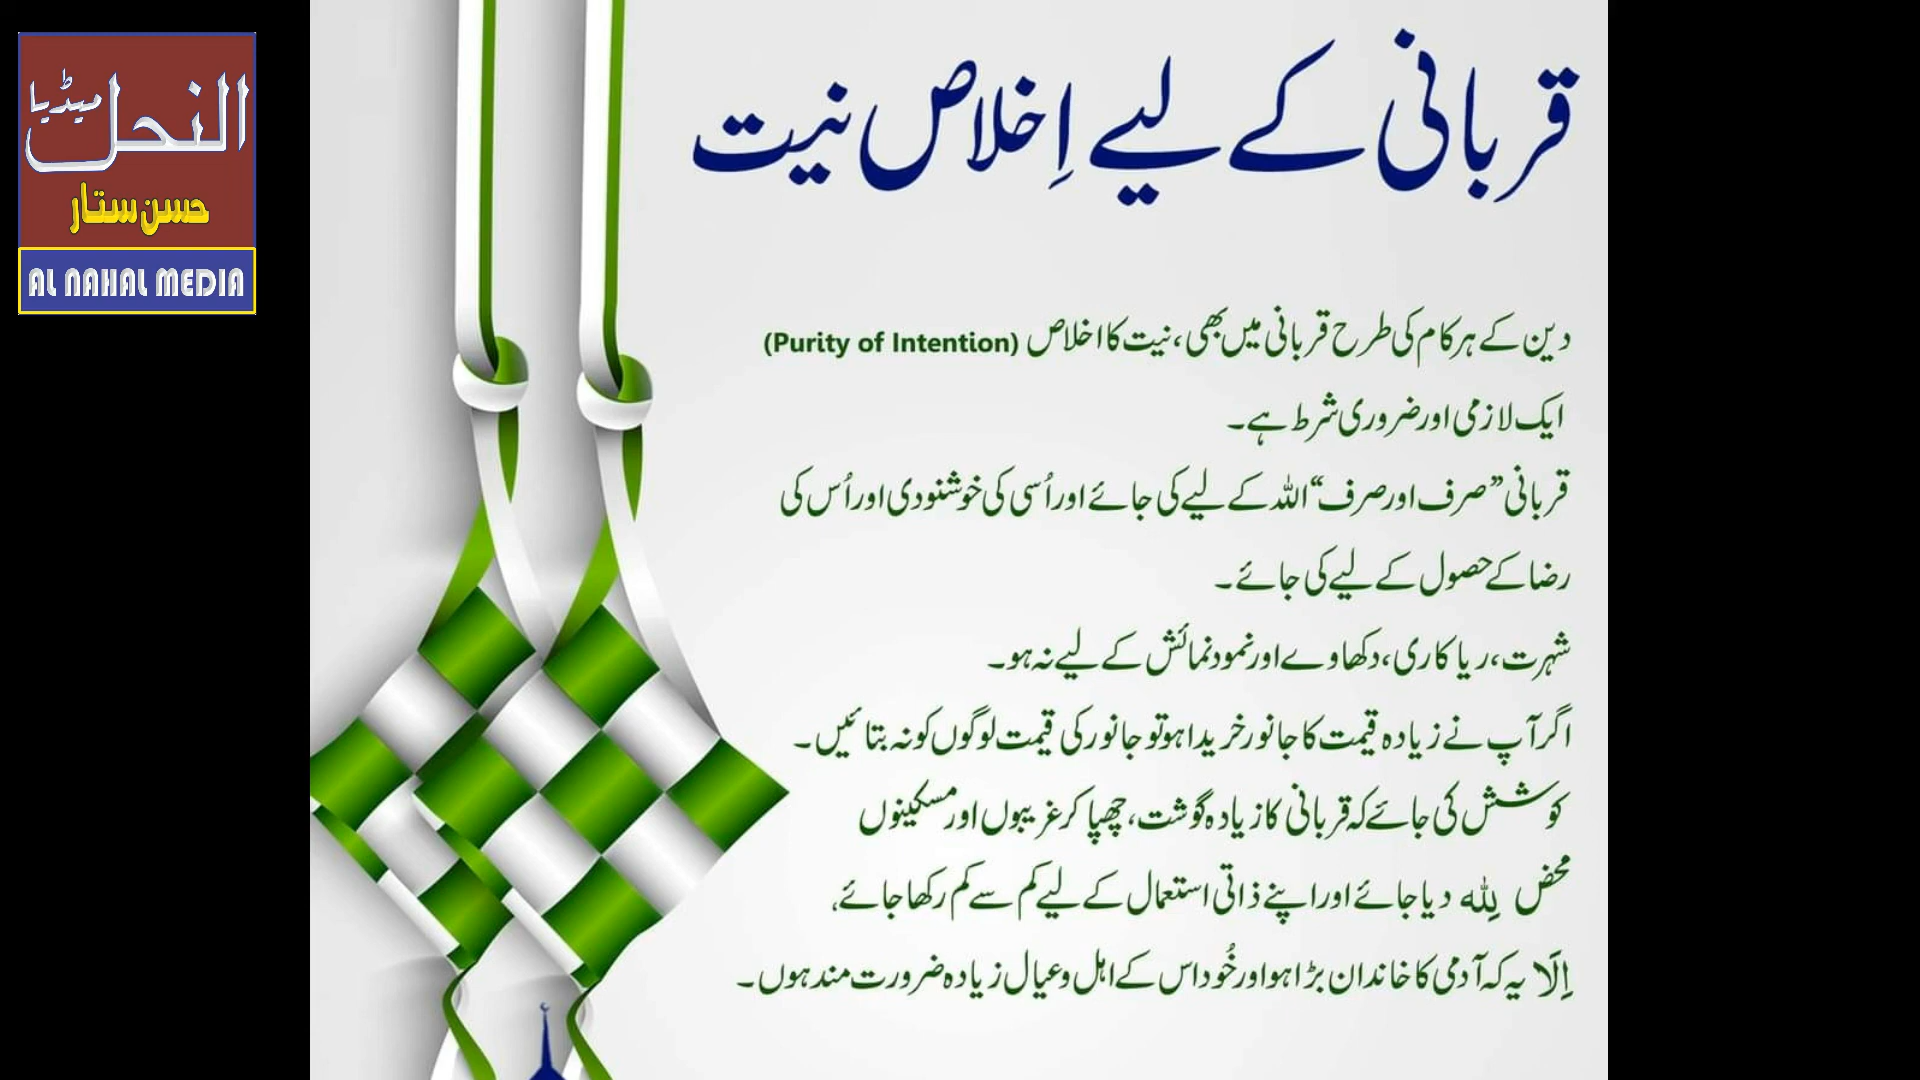 النحل میڈیا
حسن ستار
AL NAHAL MEDIA
قربانی کے لیے اِخلاص نیت
دین کے ہر کام کی طرح قربانی میں بھی، نیت کا اخلاص (Purity of Intention)
ایک لازمی اور ضروری شرط ہے۔
قربانی ”صرف اور صرف“ اللہ کے لیے کی جائے اور اُسی کی خوشنودی اور اُس کی
رضا کے حصول کے لیے کی جائے۔
شہرت، ریا کاری، دکھاوے اور نمود نمائش کے لیے نہ ہو۔
اگر آپ نے زیادہ قیمت کا جانور خریدا ہو تو جانور کی قیمت لوگوں کو نہ بتائیں۔
کوشش کی جائے کہ قربانی کا زیادہ گوشت، چھپا کر غریبوں اور مسکینوں
محض لِلّٰہ دیا جائے اور اپنے ذاتی استعمال کے لیے کم سے کم رکھا جائے،
اِلَّا یہ کہ آدمی کا خاندان بڑا ہو اور خُود اس کے اہل و عیال زیادہ ضرورت مند ہوں۔